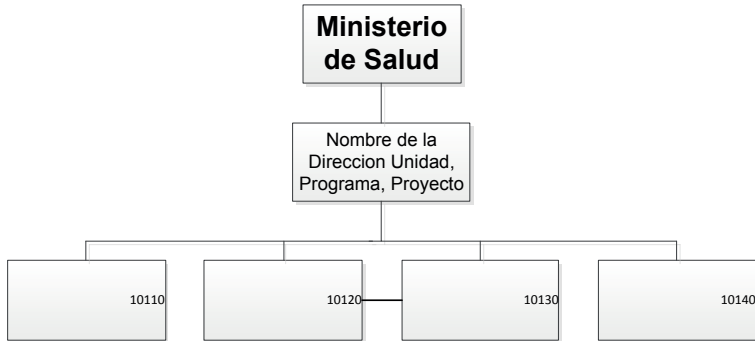 Ministerio
de Salud
Nombre de la
Direccion Unidad,
Programa, Proyecto
10110
10120
10130
10140